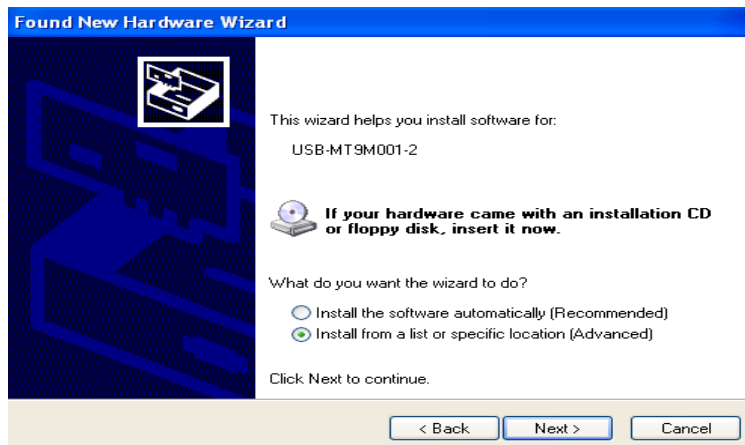 Found New Hardware Wizard
This wizard helps you install software for:
USB-MT9M001-2
If your hardware came with an installation CD
or floppy disk, insert it now.
What do you want the wizard to do?
Install the software automatically (Recommended)
Install from a list or specific location (Advanced)
Click Next to continue.
< Back
Next >
Cancel